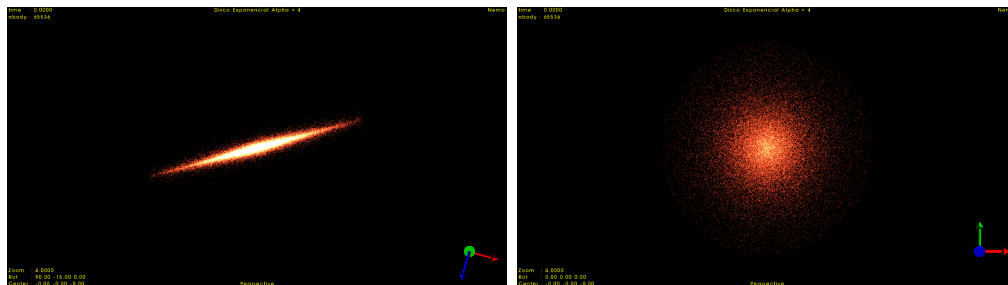 time : 0.0000
Disco Exponencial Alpha = 4
Nemo
nbody : 65536
Zoom : 4.0000
Rot : 90.00 -15.00 0.00
Center : -0.00 -0.00 -0.00
Perspective
time : 0.0000
Disco Exponencial Alpha = 4
nbody : 65536
Zoom : 4.0000
Rot : 0.00 0.00 0.00
Center : -0.00 -0.00 -0.00
Perspective